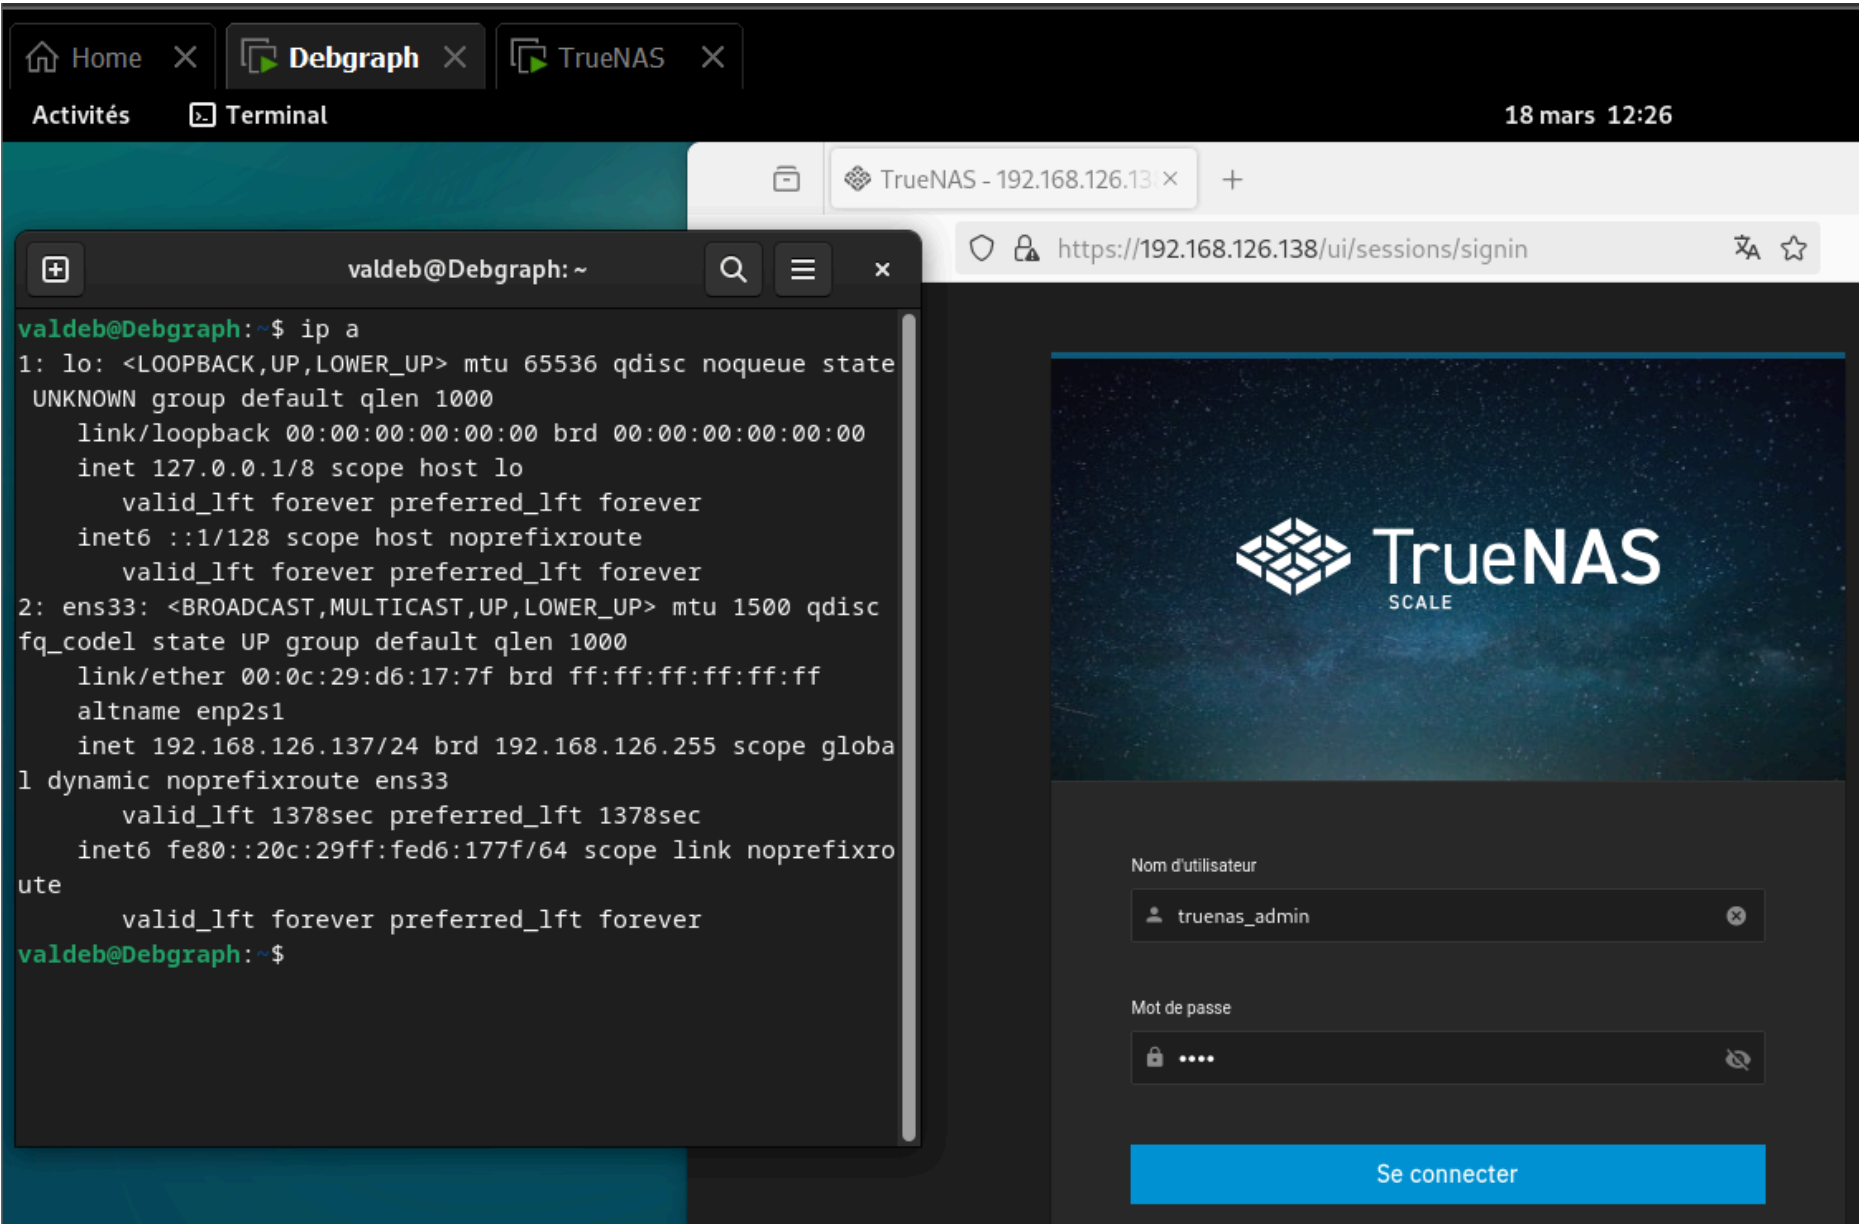 Home
Debgraph
TrueNAS
Activités
Terminal
18 mars 12:26
TrueNAS - 192.168.126.13
https://192.168.126.138/ui/sessions/signin
valdeb@Debgraph: ~
valdeb@Debgraph:~$ ip a
1: lo: <LOOPBACK,UP,LOWER_UP> mtu 65536 qdisc noqueue state
 UNKNOWN group default qlen 1000
    link/loopback 00:00:00:00:00:00 brd 00:00:00:00:00:00
    inet 127.0.0.1/8 scope host lo
       valid_lft forever preferred_lft forever
    inet6 ::1/128 scope host noprefixroute
       valid_lft forever preferred_lft forever
2: ens33: <BROADCAST,MULTICAST,UP,LOWER_UP> mtu 1500 qdisc
fq_codel state UP group default qlen 1000
    link/ether 00:0c:29:d6:17:7f brd ff:ff:ff:ff:ff:ff
    altname enp2s1
    inet 192.168.126.137/24 brd 192.168.126.255 scope globa
l dynamic noprefixroute ens33
       valid_lft 1378sec preferred_lft 1378sec
    inet6 fe80::20c:29ff:fed6:177f/64 scope link noprefixro
ute
       valid_lft forever preferred_lft forever
valdeb@Debgraph:~$
TrueNAS
SCALE
Nom d'utilisateur
truenas_admin
Mot de passe
••••
Se connecter